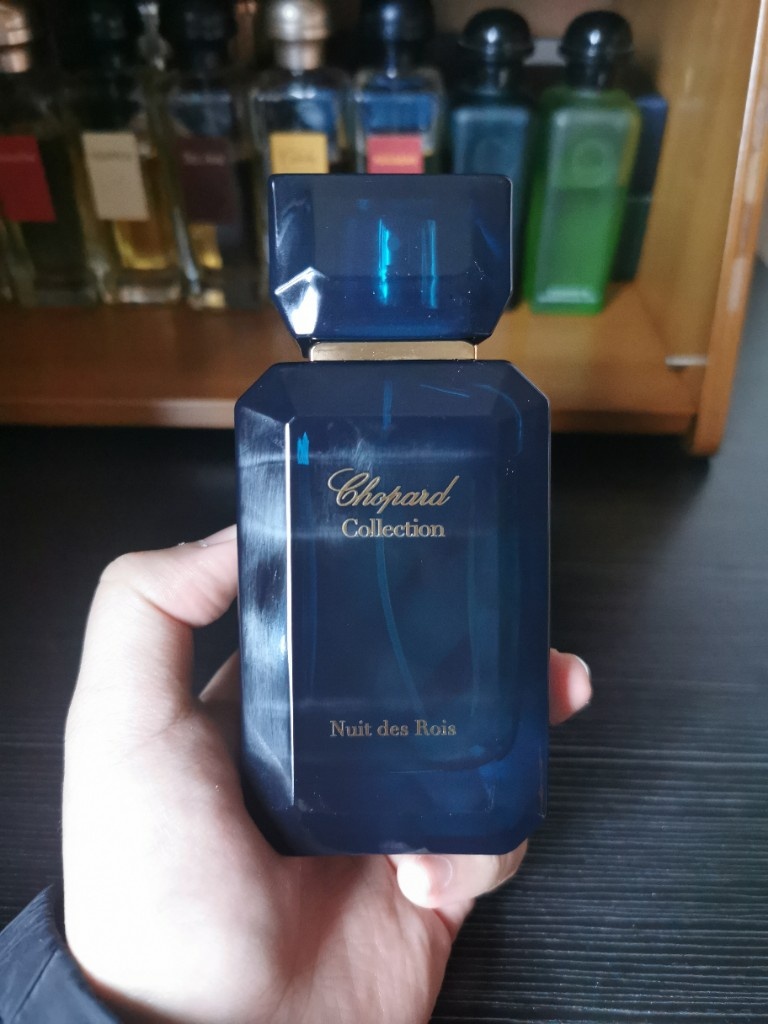 Chopard
Collection
Nuit des Rois